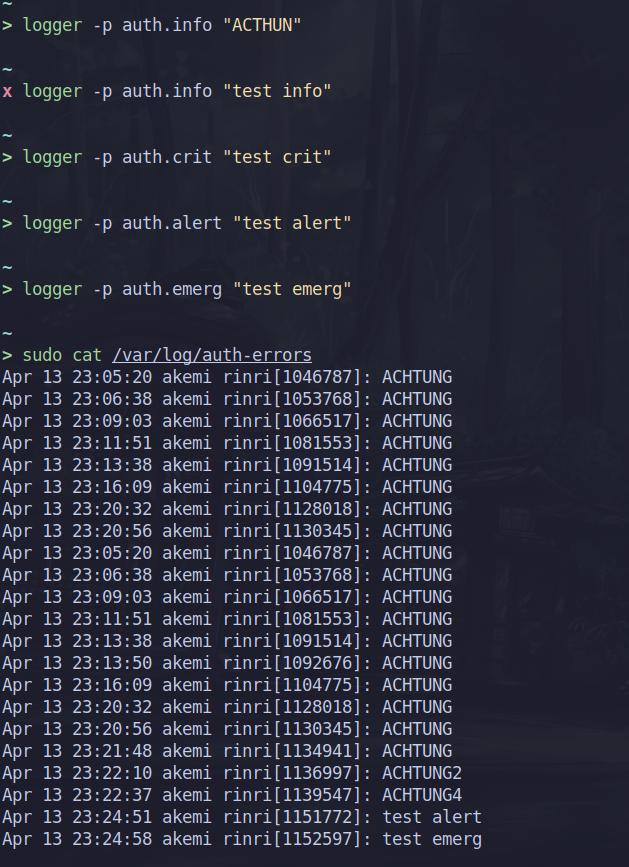 ~
> logger -p auth.info "ACTHUN"
~
x logger -p auth.info "test info"
~
> logger -p auth.crit "test crit"
~
> logger -p auth.alert "test alert"
~
> logger -p auth.emerg "test emerg"
~
> sudo cat /var/log/auth-errors
Apr 13 23:05:20 akemi rinri[1046787]: ACHTUNG
Apr 13 23:06:38 akemi rinri[1053768]: ACHTUNG
Apr 13 23:09:03 akemi rinri[1066517]: ACHTUNG
Apr 13 23:11:51 akemi rinri[1081553]: ACHTUNG
Apr 13 23:13:38 akemi rinri[1091514]: ACHTUNG
Apr 13 23:16:09 akemi rinri[1104775]: ACHTUNG
Apr 13 23:20:32 akemi rinri[1128018]: ACHTUNG
Apr 13 23:20:56 akemi rinri[1130345]: ACHTUNG
Apr 13 23:05:20 akemi rinri[1046787]: ACHTUNG
Apr 13 23:06:38 akemi rinri[1053768]: ACHTUNG
Apr 13 23:09:03 akemi rinri[1066517]: ACHTUNG
Apr 13 23:11:51 akemi rinri[1081553]: ACHTUNG
Apr 13 23:13:38 akemi rinri[1091514]: ACHTUNG
Apr 13 23:13:50 akemi rinri[1092676]: ACHTUNG
Apr 13 23:16:09 akemi rinri[1104775]: ACHTUNG
Apr 13 23:20:32 akemi rinri[1128018]: ACHTUNG
Apr 13 23:20:56 akemi rinri[1130345]: ACHTUNG
Apr 13 23:21:48 akemi rinri[1134941]: ACHTUNG
Apr 13 23:22:10 akemi rinri[1136997]: ACHTUNG2
Apr 13 23:22:37 akemi rinri[1139547]: ACHTUNG4
Apr 13 23:24:51 akemi rinri[1151772]: test alert
Apr 13 23:24:58 akemi rinri[1152597]: test emerg